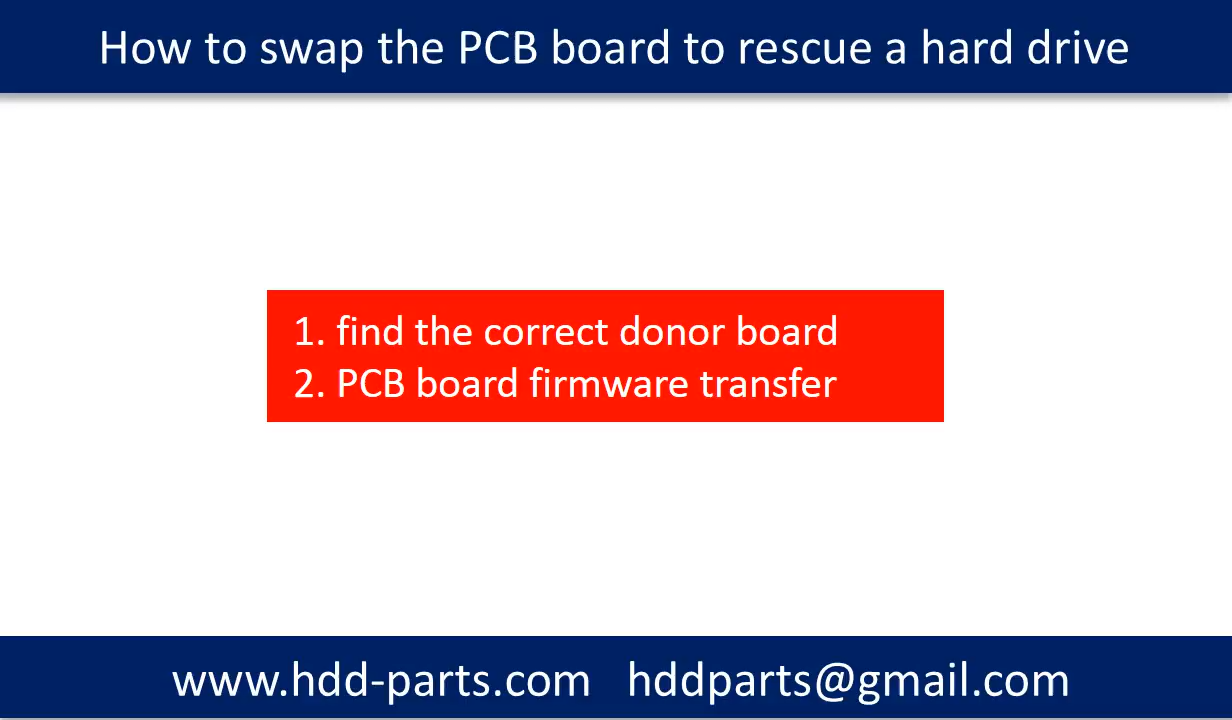 How to swap the PCB board to rescue a hard drive
1. find the correct donor board
2. PCB board firmware transfer
www.hdd-parts.com hddparts@gmail.com